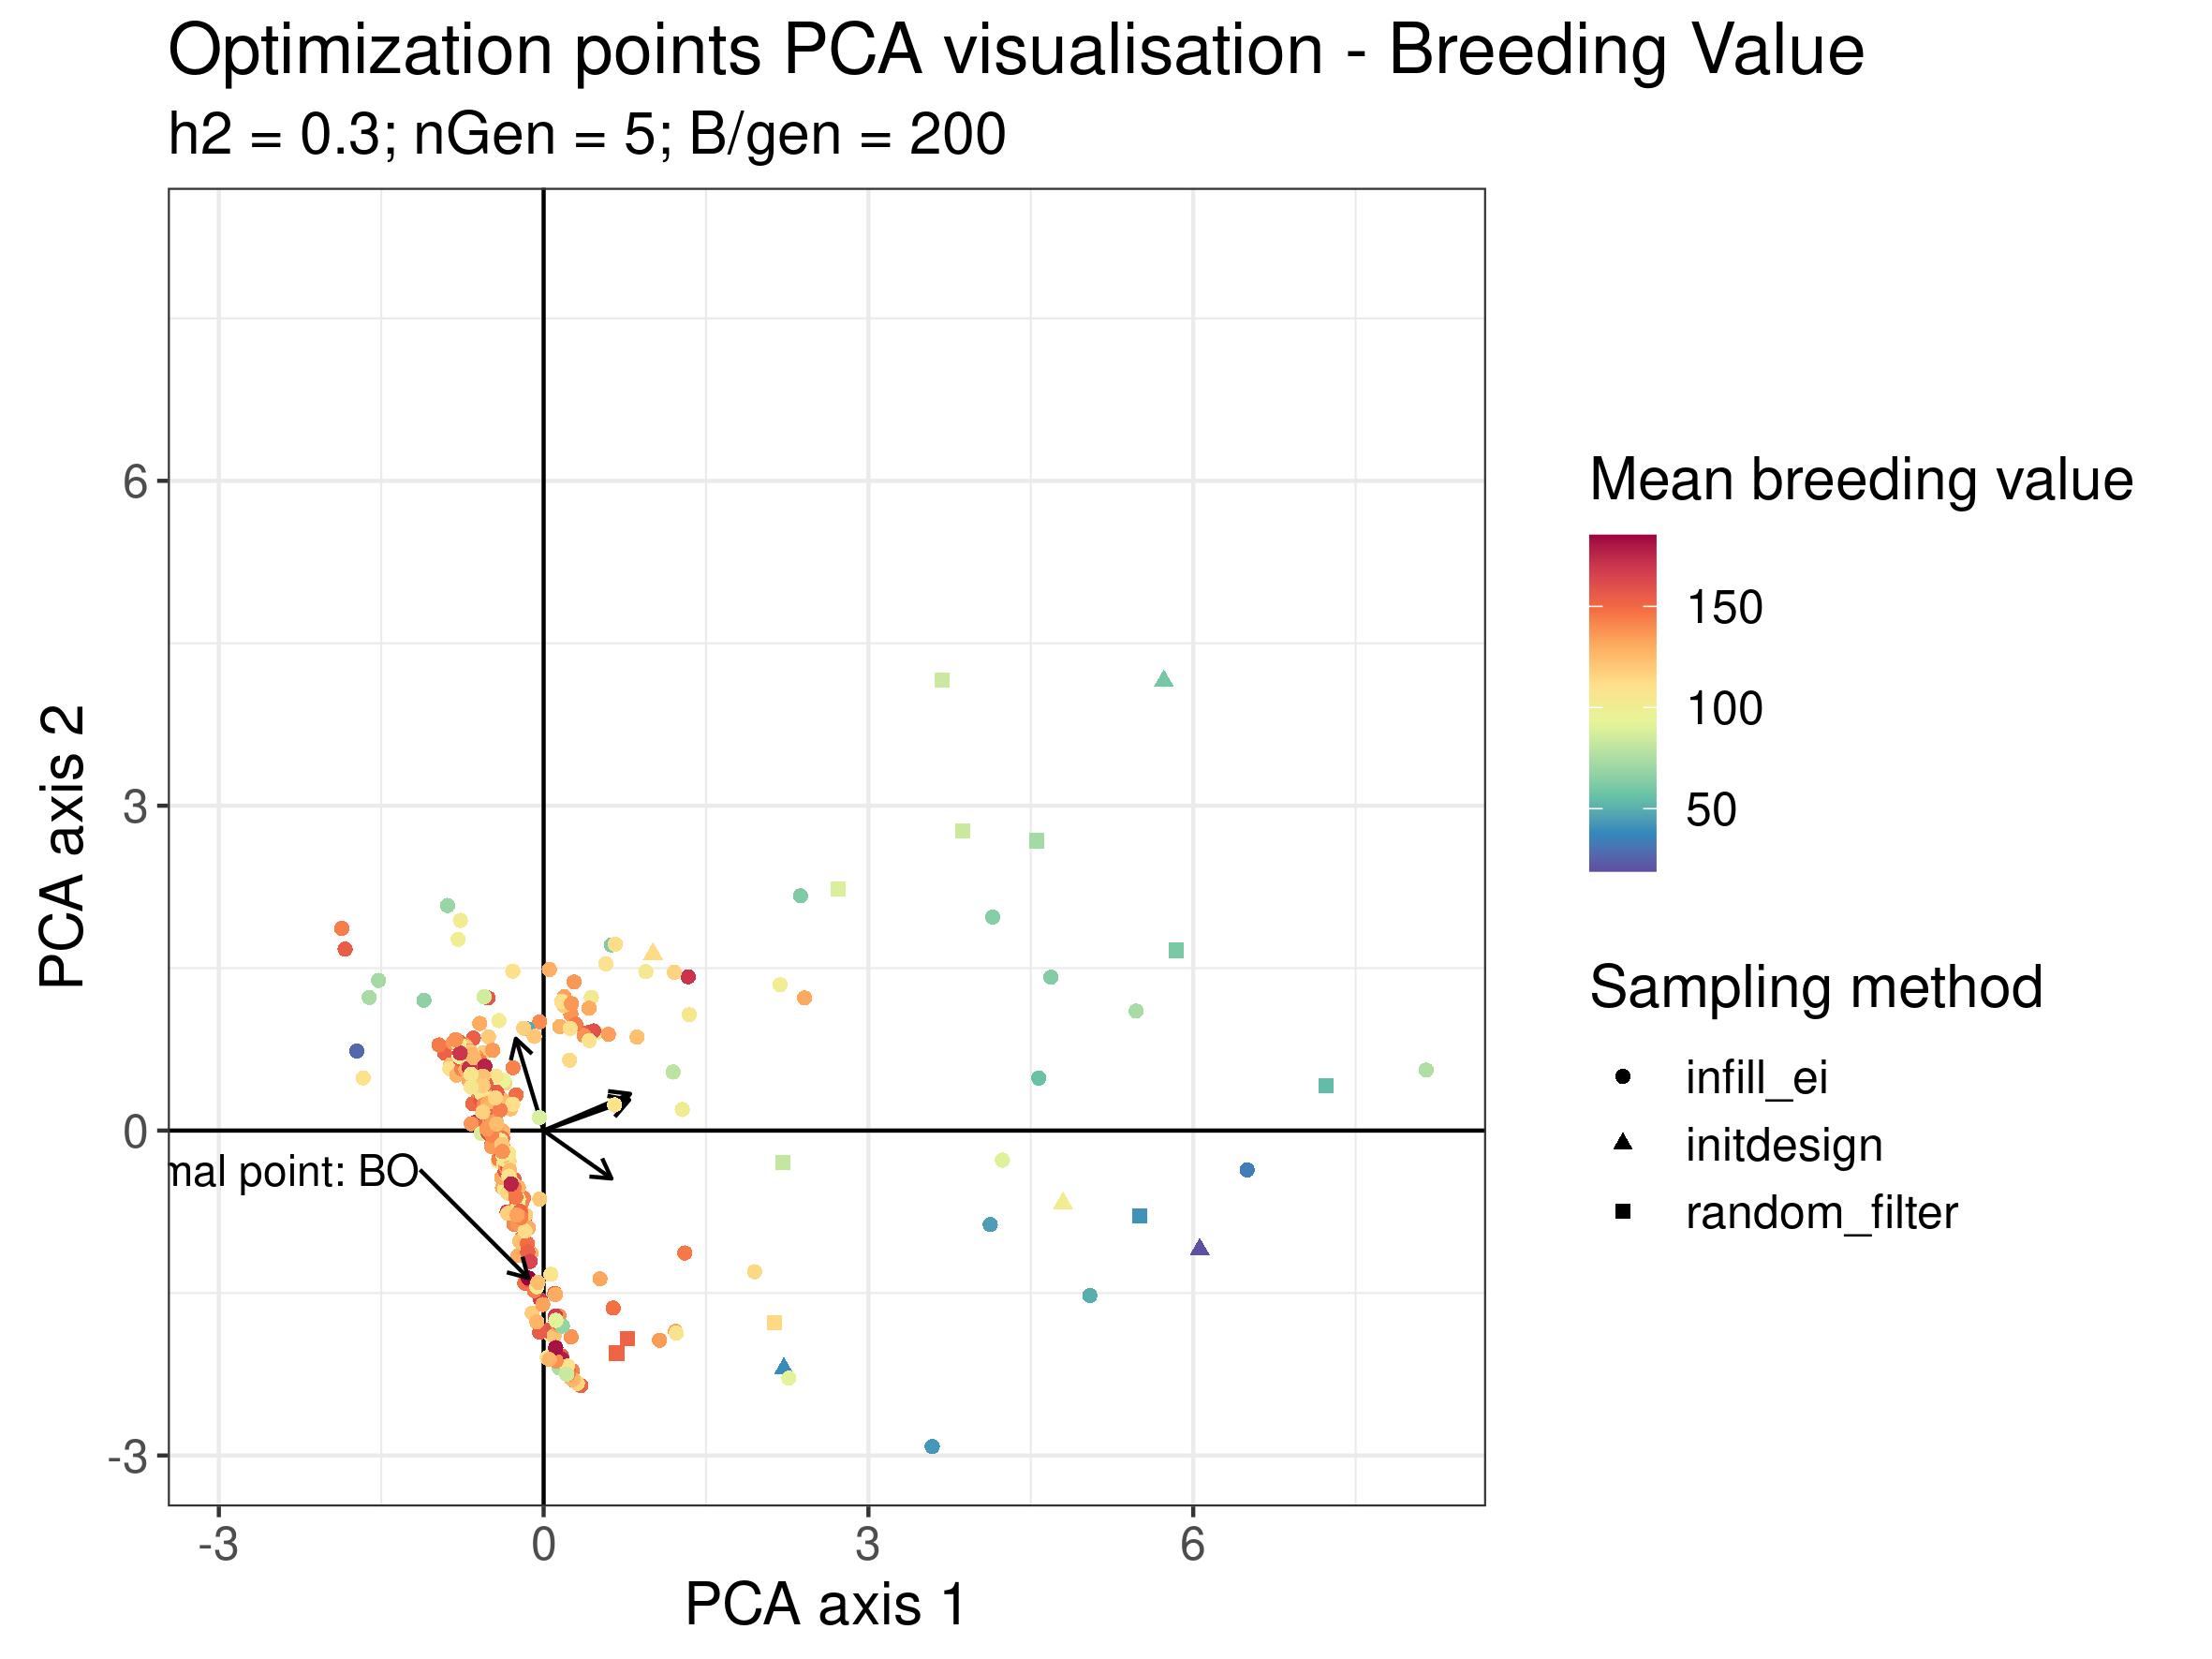 Optimization points PCA visualisation - Breeding Value
h2 = 0.3; nGen = 5; B/gen = 200
6
3
0
-3
PCA axis 2
mal point: BO
-3
0
3
6
PCA axis 1
Mean breeding value
150
100
50
Sampling method
infill_ei
initdesign
random_filter